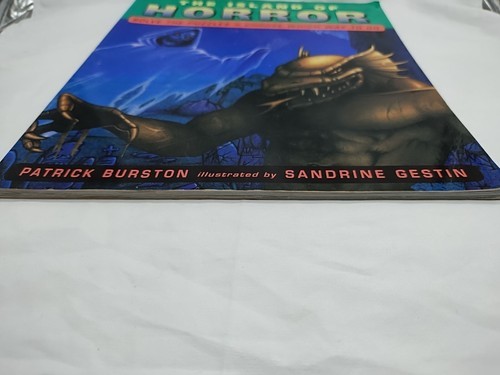 THE ISLAND OF
HORROR
PATRICK BURSTON illustrated by SANDRINE GESTIN